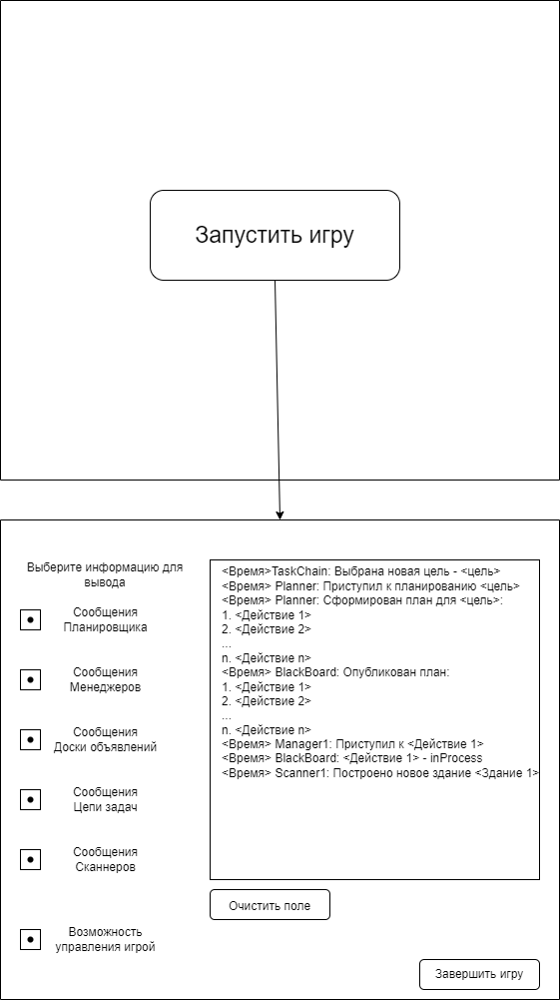 Запустить игру
Выберите информацию для
вывода
Сообщения
Планировщика
Сообщения
Менеджеров
Сообщения
Доски объявлений
Сообщения
Цепи задач
Сообщения
Сканнеров
Возможность
управления игрой
<Время>TaskChain: Выбрана новая цель - <цель>
<Время> Planner: Приступил к планированию <цель>
<Время> Planner: Сформирован план для <цель>:
1. <Действие 1>
2. <Действие 2>
...
n. <Действие n>
<Время> BlackBoard: Опубликован план:
1. <Действие 1>
2. <Действие 2>
...
n. <Действие n>
<Время> Manager1: Приступил к <Действие 1>
<Время> BlackBoard: <Действие 1> - inProcess
<Время> Scanner1: Построено новое здание <Здание 1>
Очистить поле
Завершить игру